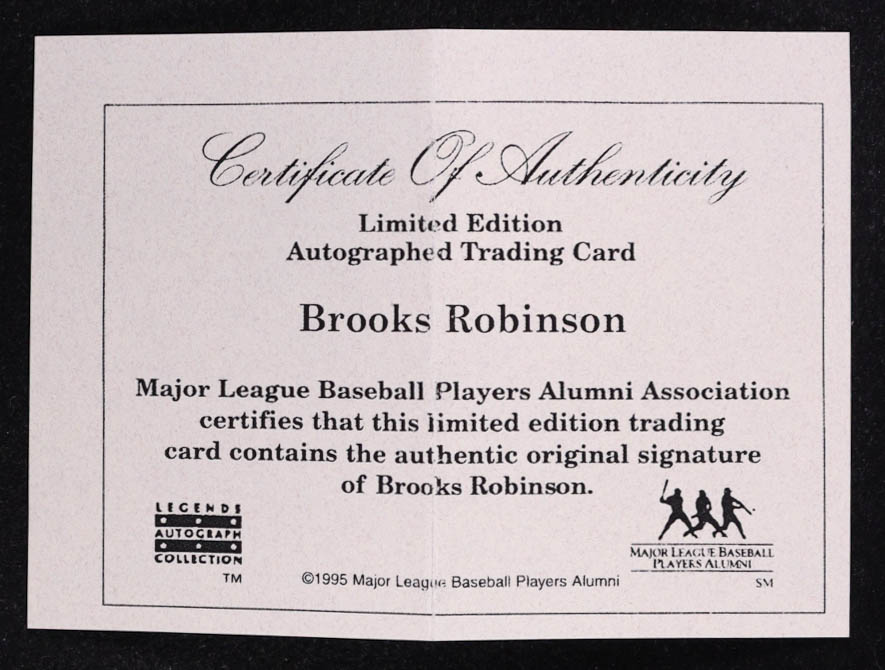 Certificate Of Authenticity
Limited Edition
Autographed Trading Card
Brooks Robinson
Major League Baseball Players Alumni Association
certifies that this limited edition trading
card contains the authentic original signature
of Brooks Robinson.
LEGENDS
AUTOGRAPH
COLLECTION
TM
©1995 Major League Baseball Players Alumni
MAJOR LEAGUE BASEBALL
PLAYERS ALUMNI
SM